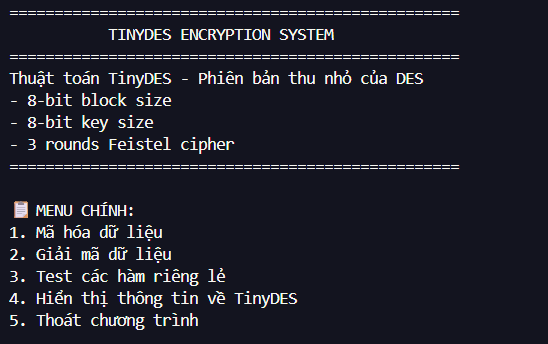 ==================================================
TINYDES ENCRYPTION SYSTEM
==================================================
Thuật toán TinyDES - Phiên bản thu nhỏ của DES
- 8-bit block size
- 8-bit key size
- 3 rounds Feistel cipher
==================================================
📋 MENU CHÍNH:
1. Mã hóa dữ liệu
2. Giải mã dữ liệu
3. Test các hàm riêng lẻ
4. Hiển thị thông tin về TinyDES
5. Thoát chương trình